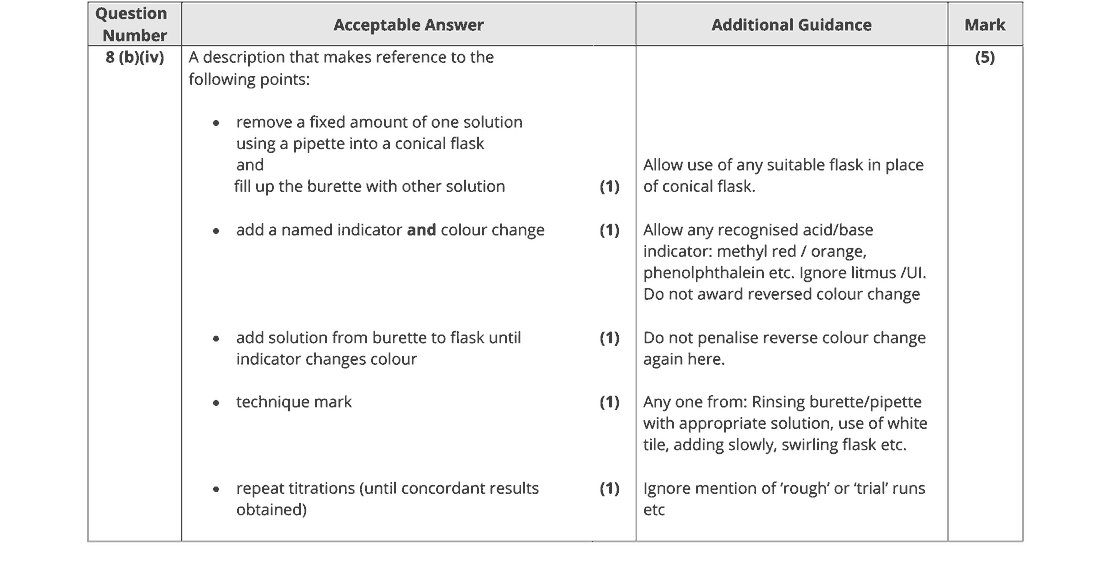 Question Number
Acceptable Answer
Additional Guidance
Mark
8 (b)(iv)
A description that makes reference to the
following points:
• remove a fixed amount of one solution
using a pipette into a conical flask
and
fill up the burette with other solution (1)
Allow use of any suitable flask in place
of conical flask.
• add a named indicator and colour change (1)
Allow any recognised acid/base
indicator: methyl red / orange,
phenolphthalein etc. Ignore litmus /UI.
Do not award reversed colour change
• add solution from burette to flask until (1)
indicator changes colour
Do not penalise reverse colour change
again here.
• technique mark (1)
Any one from: Rinsing burette/pipette
with appropriate solution, use of white
tile, adding slowly, swirling flask etc.
• repeat titrations (until concordant results (1)
obtained)
Ignore mention of ‘rough’ or ‘trial’ runs
etc
(5)